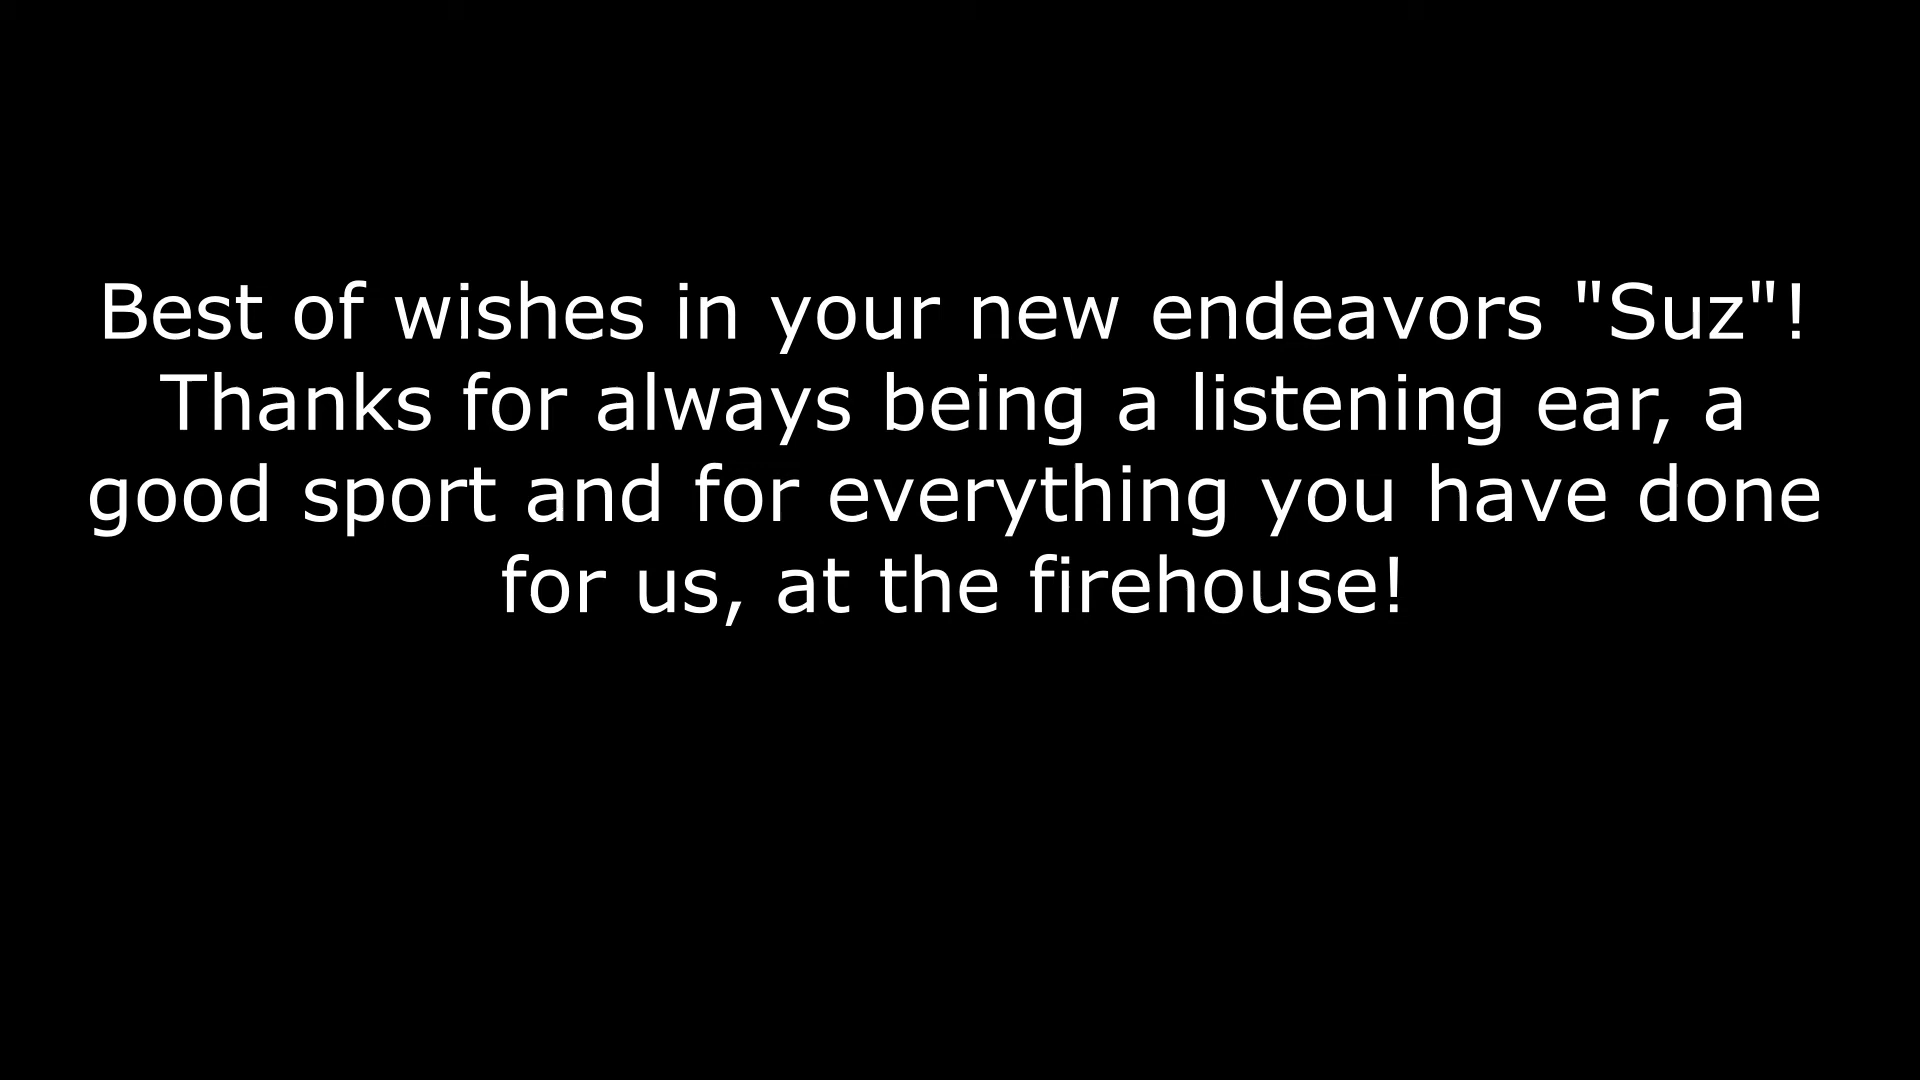 Best of wishes in your new endeavors "Suz"!
Thanks for always being a listening ear, a
good sport and for everything you have done
for us, at the firehouse!